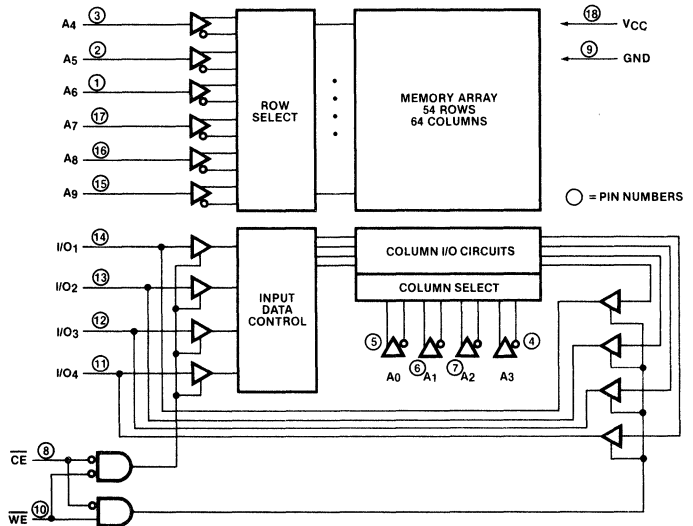 A4 3
A5 2
A6 1
A7 17
A8 16
A9 15
ROW
SELECT
MEMORY ARRAY
54 ROWS
64 COLUMNS
18 VCC
9 GND
= PIN NUMBERS
I/O1 14
I/O2 13
I/O3 12
I/O4 11
INPUT
DATA
CONTROL
COLUMN I/O CIRCUITS
COLUMN SELECT
5 6 7 4
A0 A1 A2 A3
CE 8
WE 10